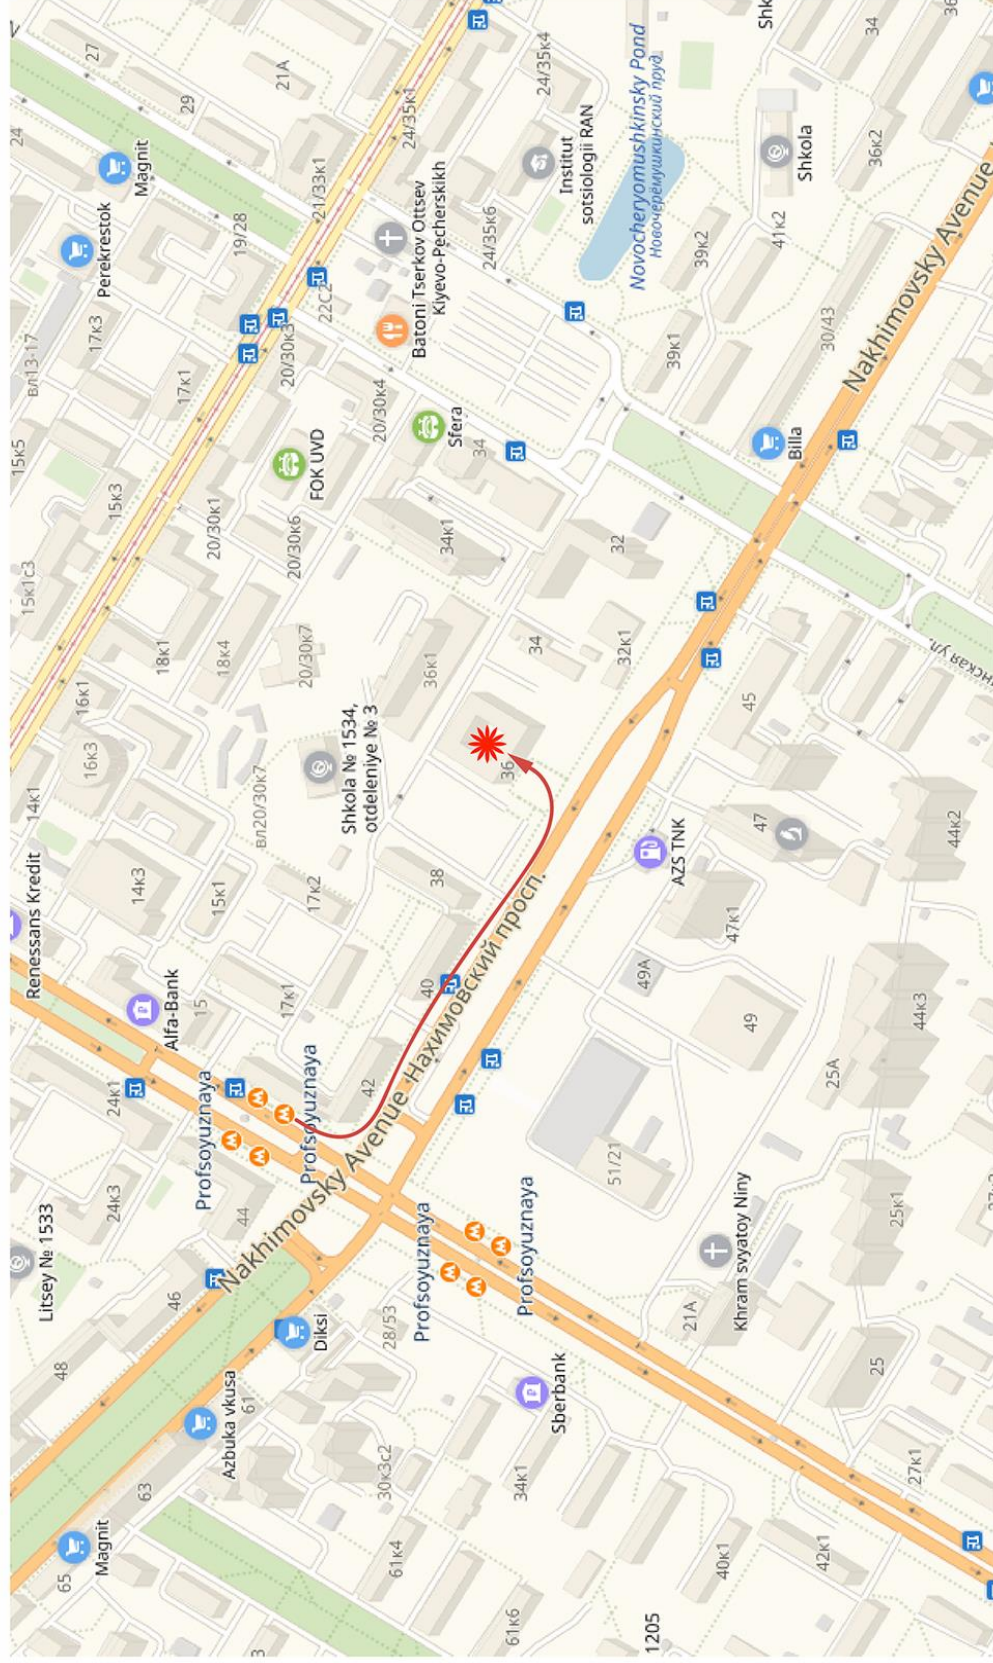 65
Magnit
63
Azbuka vkusa
61
48
46
Litsey № 1533
24к3
44
24к1
Diksi
28/53
30к3с2
61к4
61к6
34к1
Sberbank
40к1
42к1
27к1
25
21А
Khram svyatoy Niny
25к1
51/21
Profsoyuznaya
Profsoyuznaya
Profsoyuznaya
Profsoyuznaya
Nakhimovsky Avenue
Нахимовский просп.
Renessans Kredit
Alfa-Bank
15
17к1
42
40
38
17к2
15к1
14к3
14к1
16к3
16к1
вл20/30к7
Shkola № 1534,
otdeleniye № 3
20/30к7
18к4
18к1
36к1
36
34
32к1
32
34к1
34
Sfera
20/30к6
20/30к1
FOK UVD
20/30к4
20/30к3
22С2
15к1с3
15к3
15к5
вл13-17
17к1
17к3
Perekrestok
Magnit
19/28
24
27
29
21А
21/33к1
24/35к1
24/35к4
24/35к6
Batoni Tserkov Ottsev
Kiyevo-Pecherskikh
Institut
sotsiologii RAN
Novocheryomushkinsky Pond
Новочерёмушкинский пруд
39к2
39к1
41к2
Shkola
36к2
34
36
30/43
Billa
Nakhimovsky Avenue
45
47
AZS TNK
47к1
49А
49
25А
44к3
44к2
1205